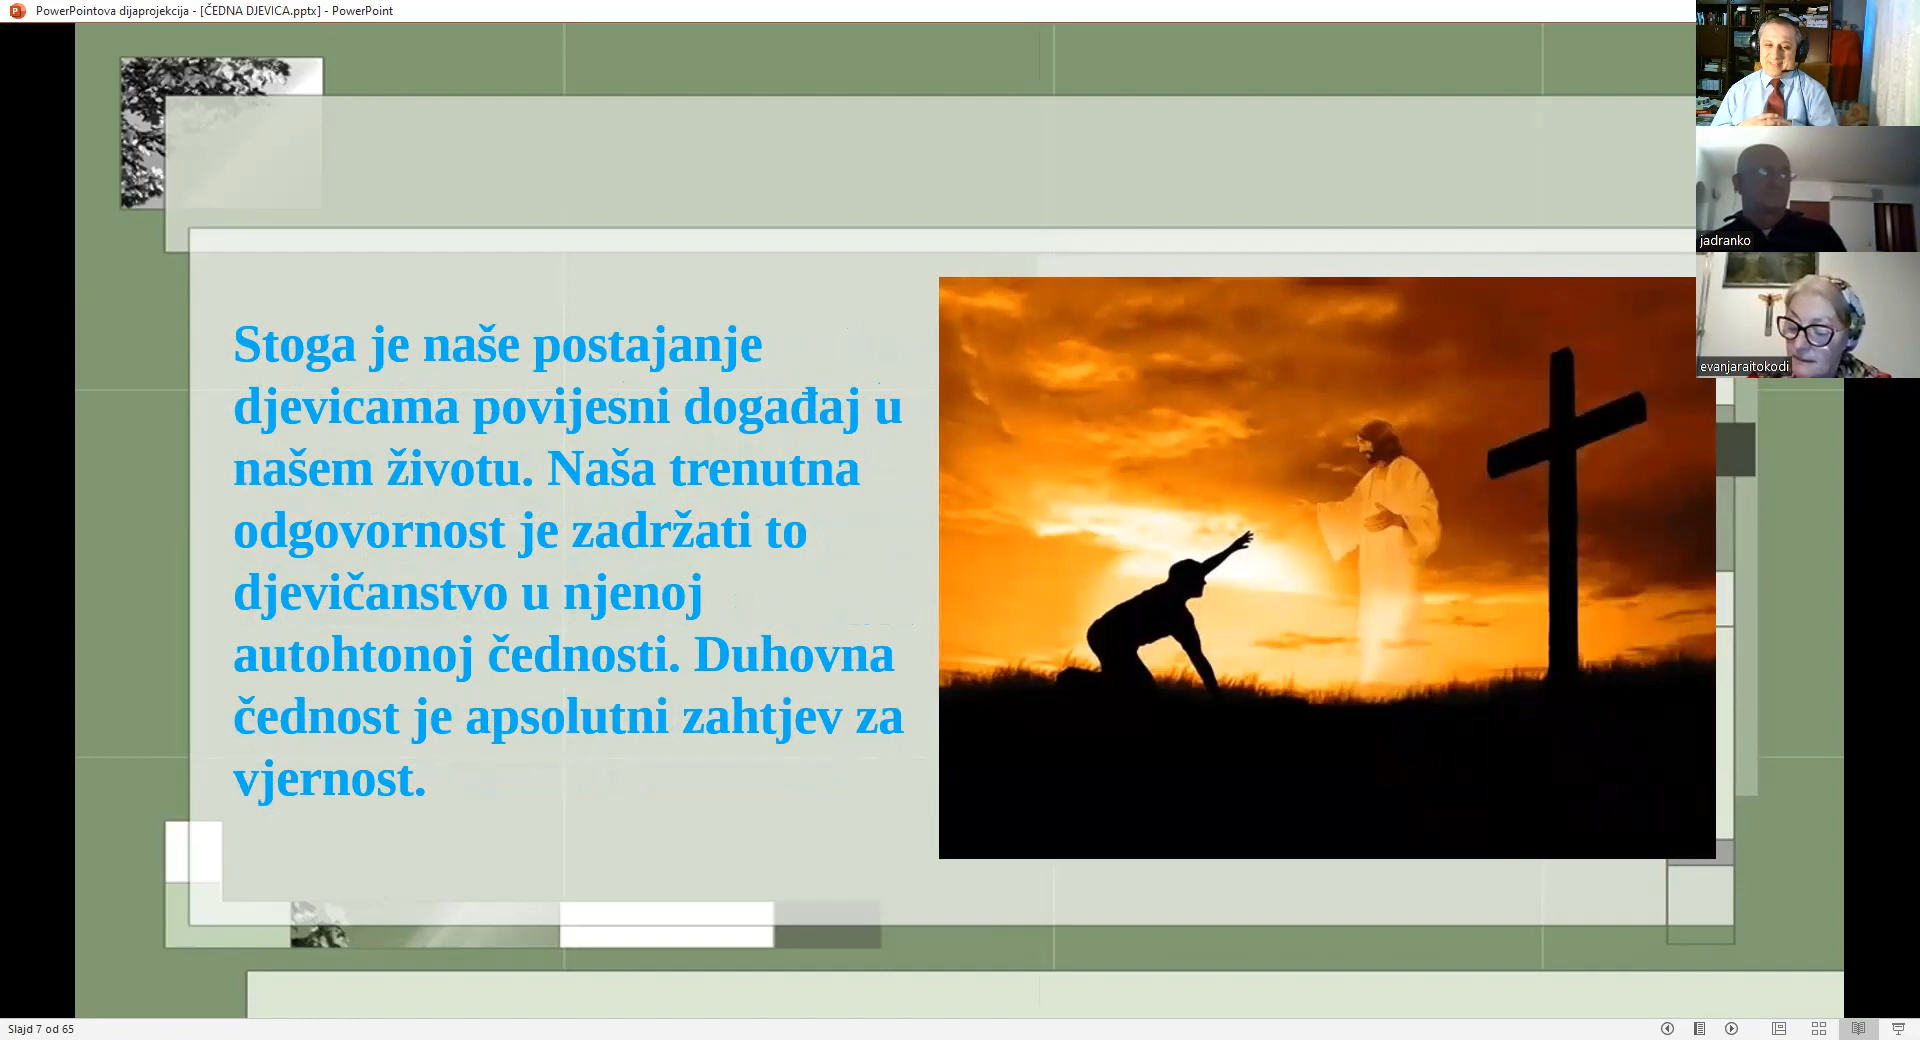 PowerPointova dijaprojekcija - [ČEDNA DJEVICA.pptx] - PowerPoint
Stoga je naše postajanje
djevicama povijesni događaj u
našem životu. Naša trenutna
odgovornost je zadržati to
djevičanstvo u njenoj
autohtonoj čednosti. Duhovna
čednost je apsolutni zahtjev za
vjernost.
jadranko
evanjaraitokodi
Slajd 7 od 65